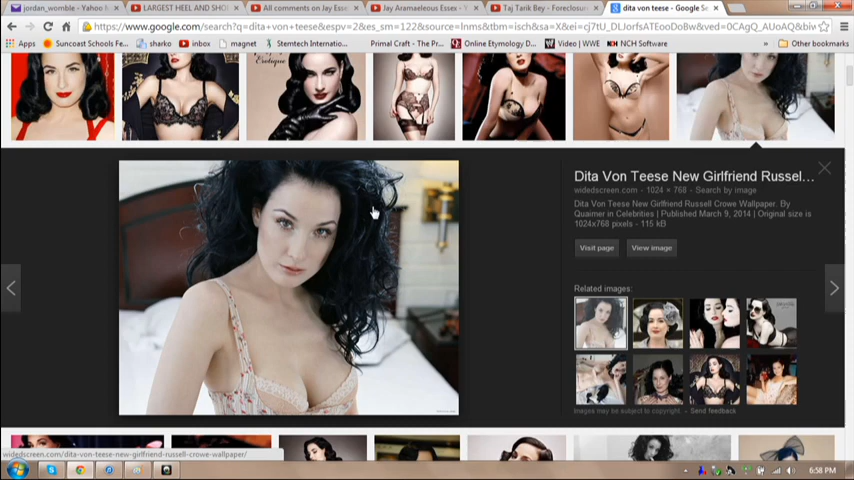 jordan_womble - Yahoo M
LARGEST HEEL AND SHO
All comments on Jay Esse
Jay Aramaeleous Essex - Y
Taj Tarik Bey - Foreclosur
dita von teese - Google Se
https://www.google.com/search?q=dita+von+teese&espv=2&es_sm=122&source=lnms&tbm=isch&sa=X&ei=
Apps
Suncoast Schools Fe...
sharko
inbox
magnet
Stemtech Internatio...
Primal Craft - The Pr...
Online Etymology D...
Video | WWE
NCH Software
»
Other bookmarks
Erotique
Dita Von Teese New Girlfriend Russel...
widedscreen.com - 1024 × 768 - Search by image
Dita Von Teese New Girlfriend Russell Crowe Wallpaper. By
Quaimer in Celebrities | Published March 9, 2014 | Original size is
1024x768 pixels - 115 kB
Visit page
View image
Related images:
Images may be subject to copyright. - Send feedback
widedscreen.com/dita-von-teese-new-girlfriend-russell-crowe-wallpaper/
6:58 PM